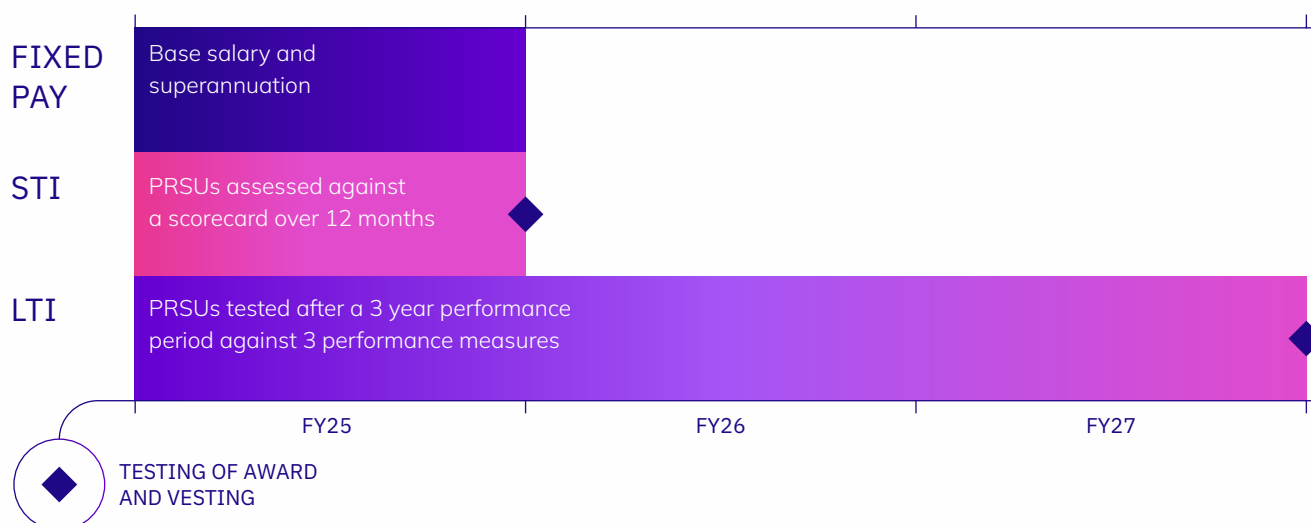 FIXED
PAY
Base salary and
superannuation
STI
PRSUs assessed against
a scorecard over 12 months
LTI
PRSUs tested after a 3 year performance
period against 3 performance measures
FY25
FY26
FY27
TESTING OF AWARD
AND VESTING